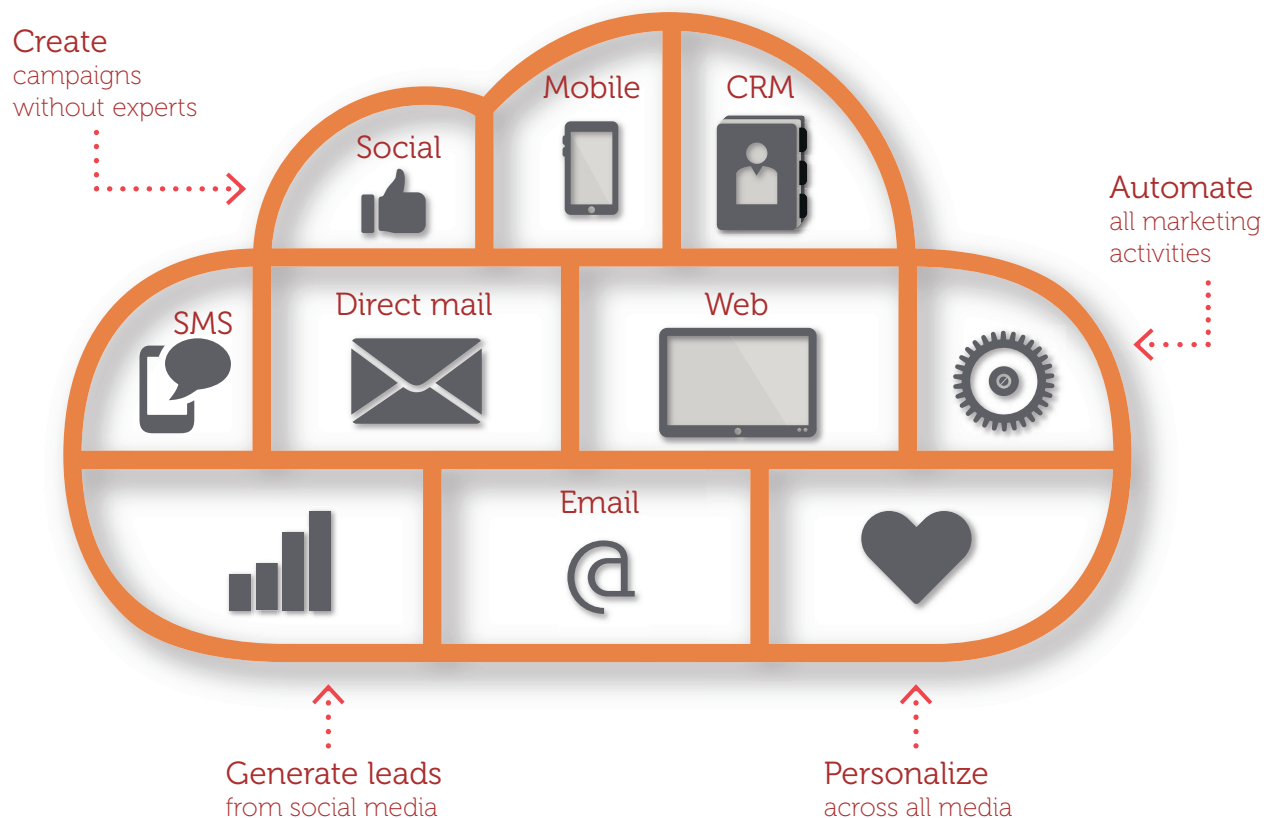 Create
campaigns
without experts
Mobile
CRM
Social
Automate
all marketing
activities
SMS
Direct mail
Web
Email
@
Generate leads
from social media
Personalize
across all media